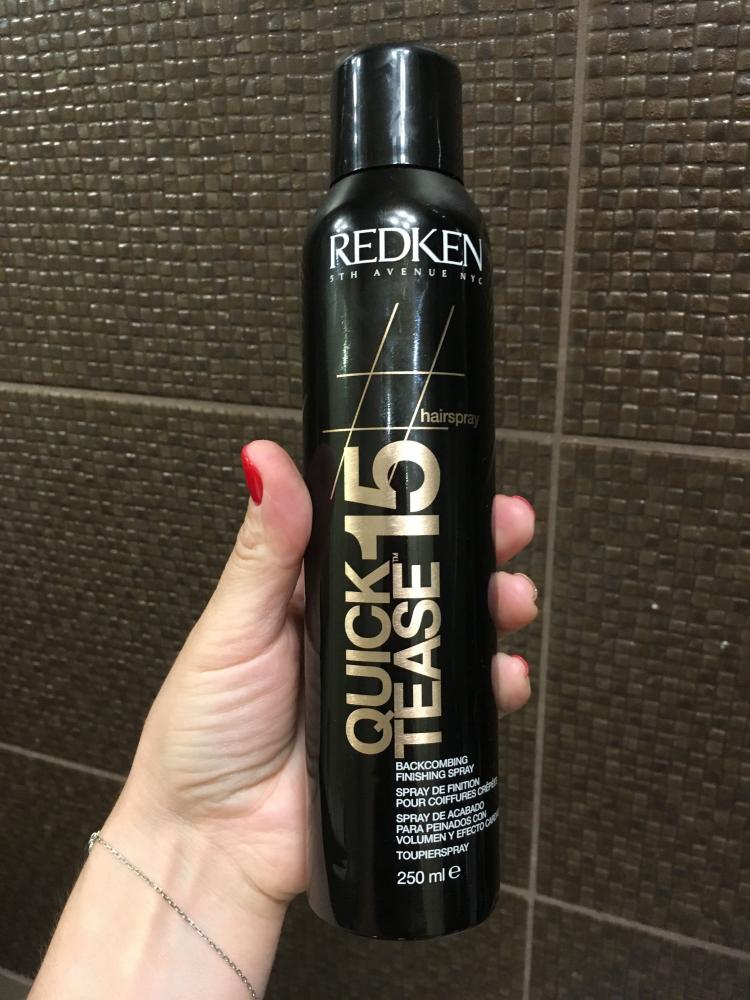 REDKEN
5TH AVENUE NYC
hairspray
QUICK
TEASE™ 15
BACKCOMBING
FINISHING SPRAY
SPRAY DE FINITION
POUR COIFFURES
SPRAY DE ACABADO
PARA PEINADOS CON
VOLUMEN Y EFECTO
TOUPIERSPRAY
250 ml e